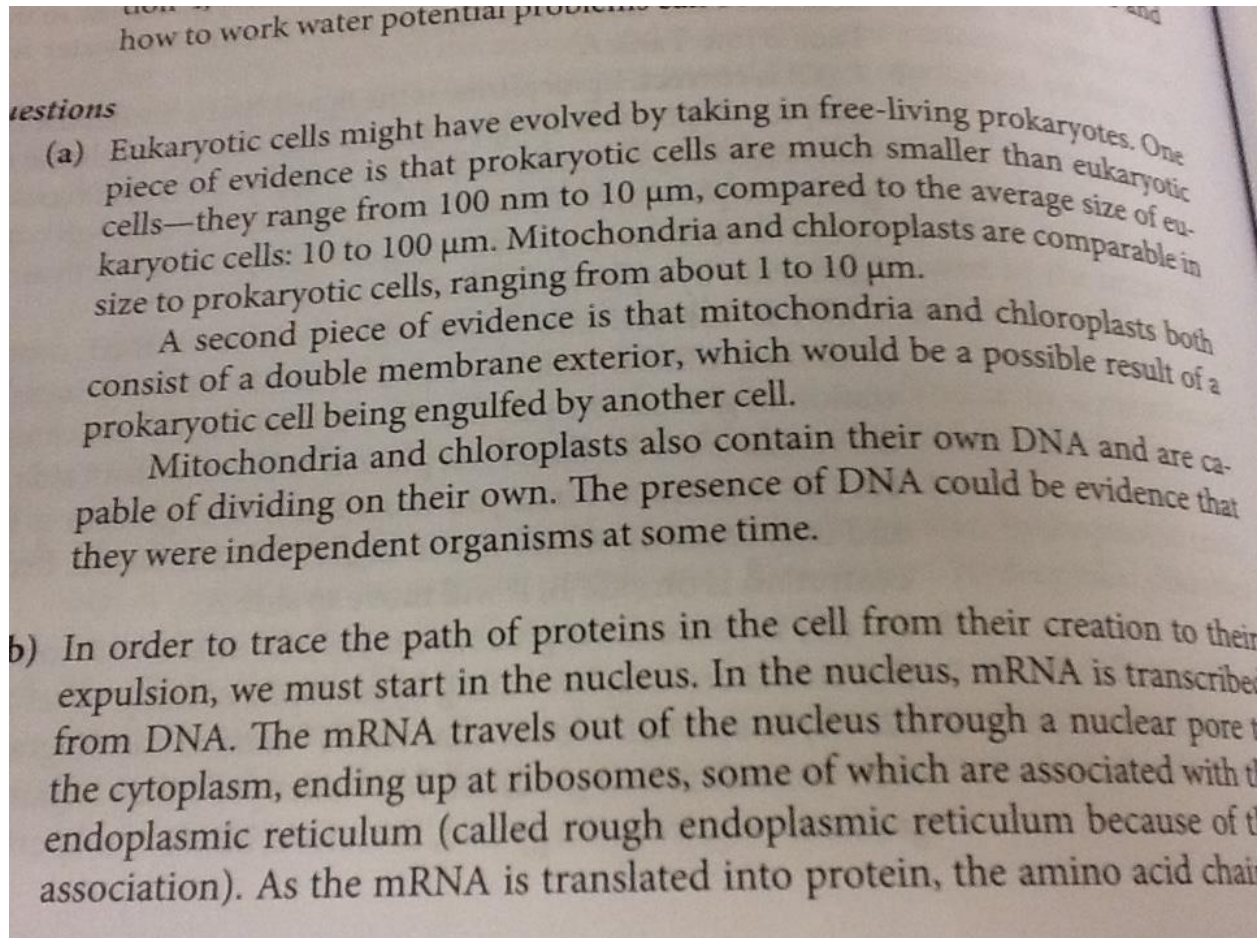 how to work water potential
and
uestions
(a) Eukaryotic cells might have evolved by taking in free-living prokaryotes. One
piece of evidence is that prokaryotic cells are much smaller than eukaryotic
cells—they range from 100 nm to 10 μm, compared to the average size of eu-
karyotic cells: 10 to 100 μm. Mitochondria and chloroplasts are comparable in
size to prokaryotic cells, ranging from about 1 to 10 μm.
A second piece of evidence is that mitochondria and chloroplasts both
consist of a double membrane exterior, which would be a possible result of a
prokaryotic cell being engulfed by another cell.
Mitochondria and chloroplasts also contain their own DNA and are ca-
pable of dividing on their own. The presence of DNA could be evidence that
they were independent organisms at some time.
b) In order to trace the path of proteins in the cell from their creation to their
expulsion, we must start in the nucleus. In the nucleus, mRNA is transcribe
from DNA. The mRNA travels out of the nucleus through a nuclear pore
the cytoplasm, ending up at ribosomes, some of which are associated with
endoplasmic reticulum (called rough endoplasmic reticulum because of
association). As the mRNA is translated into protein, the amino acid chai